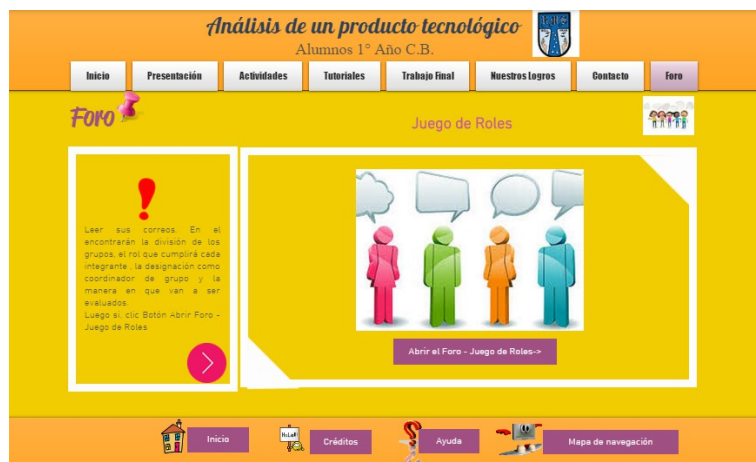 Análisis de un producto tecnológico
Alumnos 1° Año C.B.
Inicio
Presentación
Actividades
Tutoriales
Trabajo Final
Nuestros Logros
Contacto
Foro
Foro
Juego de Roles
Leer sus correos. En el
encontrarán la división de los
grupos, el rol que cumplirá cada
integrante , la designación como
coordinador de grupo y la
manera en que van a ser
evaluados.
Luego si, clic Botón Abrir Foro -
Juego de Roles
Abrir el Foro - Juego de Roles->
Inicio
Créditos
Ayuda
Mapa de navegación